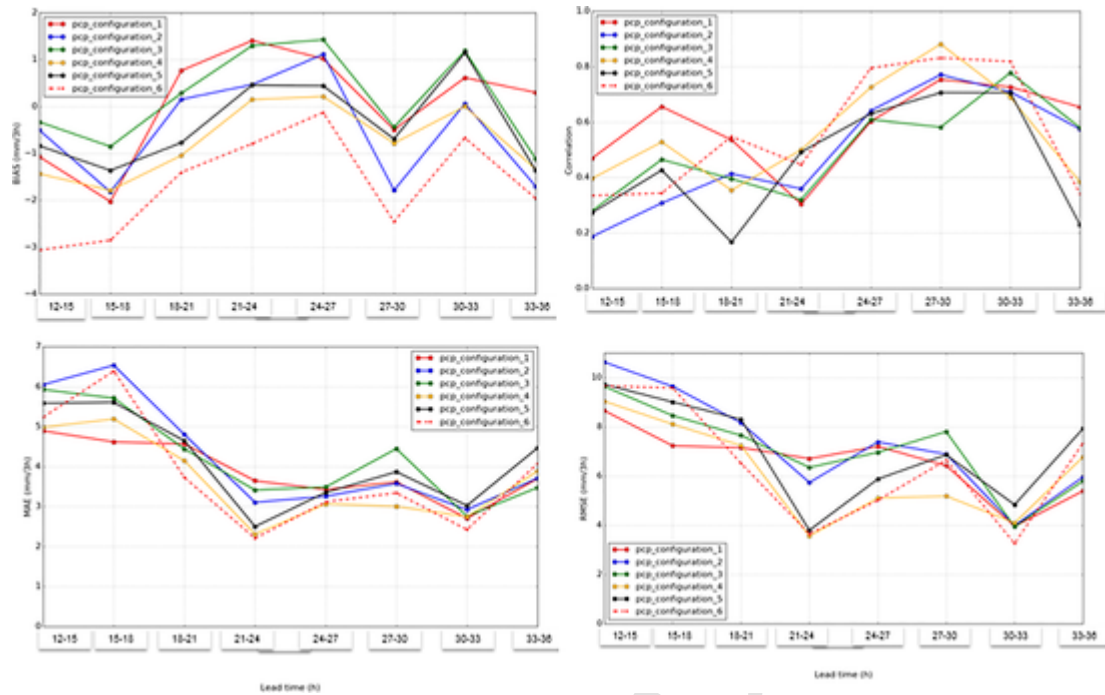 2
1
0
−1
−2
−3
−4
BIAS (mm/3h)
pcp_configuration_1
pcp_configuration_2
pcp_configuration_3
pcp_configuration_4
pcp_configuration_5
pcp_configuration_6
12-15 15-18 18-21 21-24 24-27 27-30 30-33 33-36
1.0
0.8
0.6
0.4
0.2
0.0
Correlation
pcp_configuration_1
pcp_configuration_2
pcp_configuration_3
pcp_configuration_4
pcp_configuration_5
pcp_configuration_6
12-15 15-18 18-21 21-24 24-27 27-30 30-33 33-36
7
6
5
4
3
2
1
0
MAE (mm/3h)
pcp_configuration_1
pcp_configuration_2
pcp_configuration_3
pcp_configuration_4
pcp_configuration_5
pcp_configuration_6
12-15 15-18 18-21 21-24 24-27 27-30 30-33 33-36
Lead time (h)
10
8
6
4
2
0
RMSE (mm/3h)
pcp_configuration_1
pcp_configuration_2
pcp_configuration_3
pcp_configuration_4
pcp_configuration_5
pcp_configuration_6
12-15 15-18 18-21 21-24 24-27 27-30 30-33 33-36
Lead time (h)